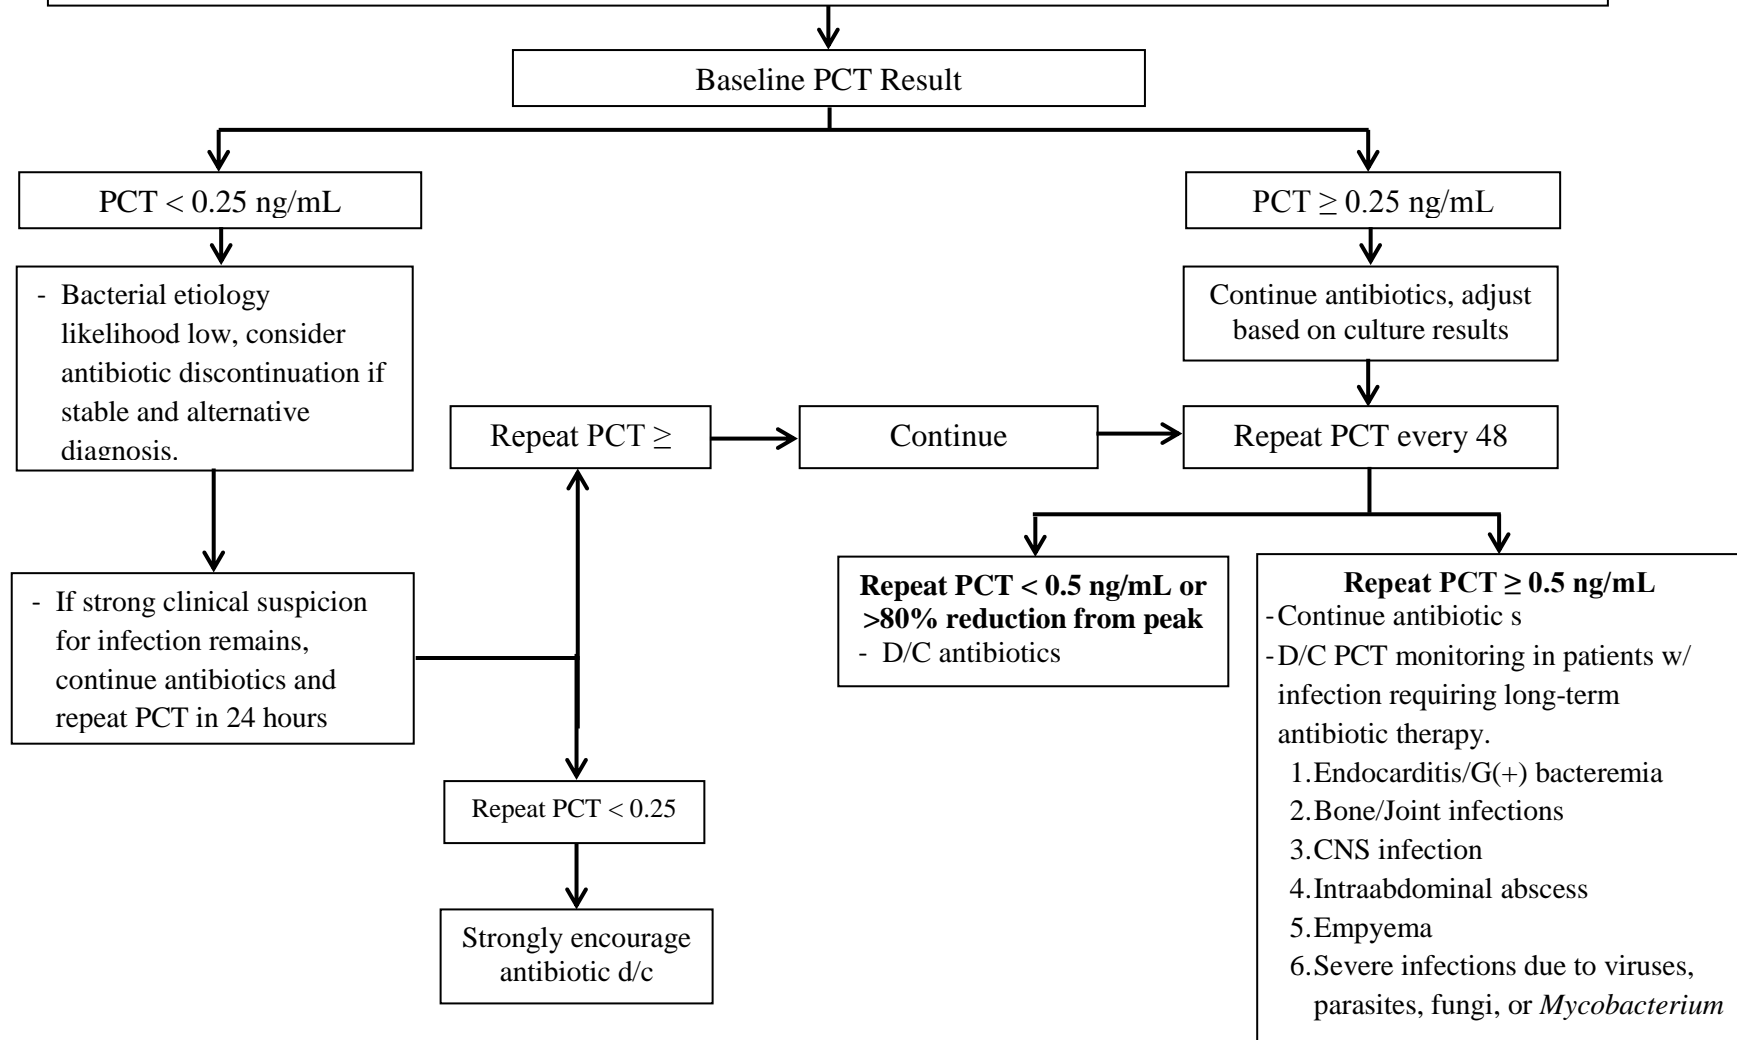 Baseline PCT Result
PCT < 0.25 ng/mL
PCT ≥ 0.25 ng/mL
- Bacterial etiology
likelihood low, consider
antibiotic discontinuation if
stable and alternative
diagnosis.
Continue antibiotics, adjust
based on culture results
Repeat PCT ≥
Continue
Repeat PCT every 48
- If strong clinical suspicion
for infection remains,
continue antibiotics and
repeat PCT in 24 hours
Repeat PCT < 0.5 ng/mL or
>80% reduction from peak
- D/C antibiotics
Repeat PCT ≥ 0.5 ng/mL
- Continue antibiotic s
- D/C PCT monitoring in patients w/
infection requiring long-term
antibiotic therapy.
1. Endocarditis/G(+) bacteremia
2. Bone/Joint infections
3. CNS infection
4. Intraabdominal abscess
5. Empyema
6. Severe infections due to viruses,
parasites, fungi, or Mycobacterium
Repeat PCT < 0.25
Strongly encourage
antibiotic d/c